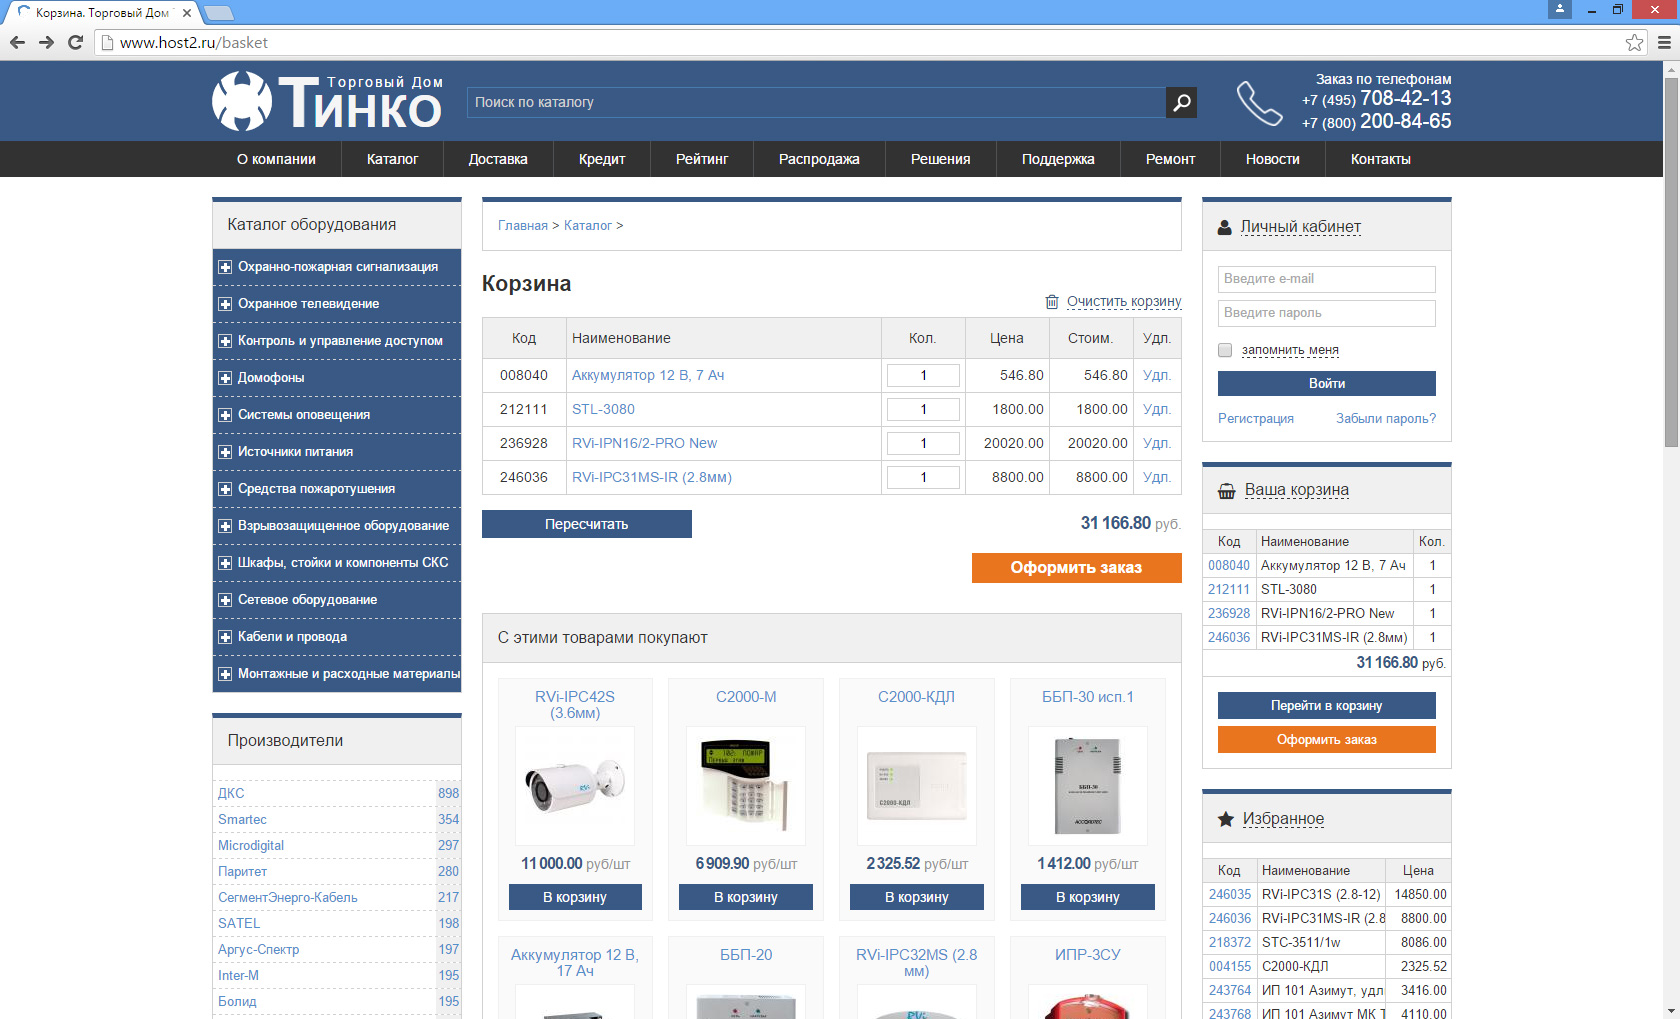 Корзина. Торговый Дом
www.host2.ru/basket
Торговый Дом
Тинко
Поиск по каталогу
Заказ по телефонам
+7 (495) 708-42-13
+7 (800) 200-84-65
О компании Каталог Доставка Кредит Рейтинг Распродажа Решения Поддержка Ремонт Новости Контакты
Каталог оборудования
Охранно-пожарная сигнализация
Охранное телевидение
Контроль и управление доступом
Домофоны
Системы оповещения
Источники питания
Средства пожаротушения
Взрывозащищенное оборудование
Шкафы, стойки и компоненты СКС
Сетевое оборудование
Кабели и провода
Монтажные и расходные материалы
Производители
ДКС 898
Smartec 354
Microdigital 297
Паритет 280
СегментЭнерго-Кабель 217
SATEL 198
Аргус-Спектр 197
Inter-M 195
Болид 195
Главная > Каталог >
Корзина
Очистить корзину
Код Наименование Кол. Цена Стоим. Удл.
008040 Аккумулятор 12 В, 7 Ач 1 546.80 546.80 Удл.
212111 STL-3080 1 1800.00 1800.00 Удл.
236928 RVi-IPN16/2-PRO New 1 20020.00 20020.00 Удл.
246036 RVi-IPC31MS-IR (2.8мм) 1 8800.00 8800.00 Удл.
Пересчитать 31 166.80 руб.
Оформить заказ
С этими товарами покупают
RVi-IPC42S
(3.6мм)
11 000.00 руб/шт
В корзину
С2000-М
6 909.90 руб/шт
В корзину
С2000-КДЛ
С2000-КДЛ
2 325.52 руб/шт
В корзину
ББП-30 исп.1
ББП-30
ACCORDTEC
1 412.00 руб/шт
В корзину
Аккумулятор 12 В,
17 Ач
ББП-20
RVi-IPC32MS (2.8
мм)
ИПР-3СУ
Личный кабинет
Введите e-mail
Введите пароль
запомнить меня
Войти
Регистрация Забыли пароль?
Ваша корзина
Код Наименование Кол.
008040 Аккумулятор 12 В, 7 Ач 1
212111 STL-3080 1
236928 RVi-IPN16/2-PRO New 1
246036 RVi-IPC31MS-IR (2.8мм) 1
31 166.80 руб.
Перейти в корзину
Оформить заказ
Избранное
Код Наименование Цена
246035 RVi-IPC31S (2.8-12) 14850.00
246036 RVi-IPC31MS-IR (2.8 8800.00
218372 STC-3511/1w 8086.00
004155 С2000-КДЛ 2325.52
243764 ИП 101 Азимут, удл 3416.00
243768 ИП 101 Азимут МК Т 4110.00